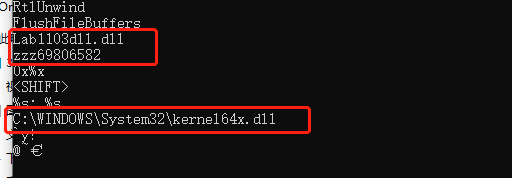 RtlUnwind
FlushFileBuffers
Lab1103dll.dll
zzz69806582
0x%x
<SHIFT>
%s: %s
C:\WINDOWS\System32\kernel64x.dll
`y!
@~€